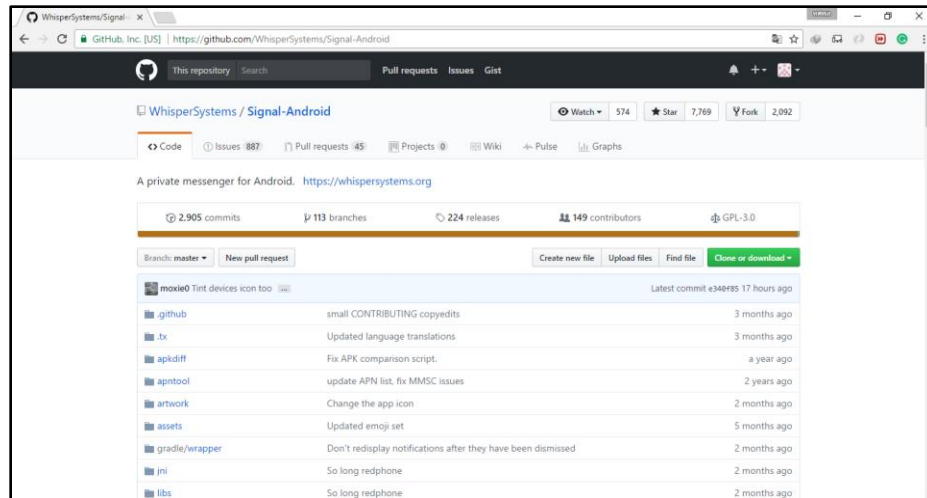 WhisperSystems/Signal-
GitHub, Inc. [US] | https://github.com/WhisperSystems/Signal-Android
This repository Search Pull requests Issues Gist
WhisperSystems / Signal-Android Watch 574 Star 7,769 Fork 2,092
Code Issues 887 Pull requests 45 Projects 0 Wiki Pulse Graphs
A private messenger for Android. https://whispersystems.org
2,905 commits 113 branches 224 releases 149 contributors GPL-3.0
Branch: master New pull request Create new file Upload files Find file Clone or download
moxie0 Tint devices icon too ... Latest commit e340f85 17 hours ago
.github small CONTRIBUTING copyedits 3 months ago
.tx Updated language translations 3 months ago
apkdiff Fix APK comparison script. a year ago
apntool update APN list, fix MMSC issues 2 years ago
artwork Change the app icon 2 months ago
assets Updated emoji set 5 months ago
gradle/wrapper Don't redisplay notifications after they have been dismissed 2 months ago
jni So long redphone 2 months ago
libs So long redphone 2 months ago